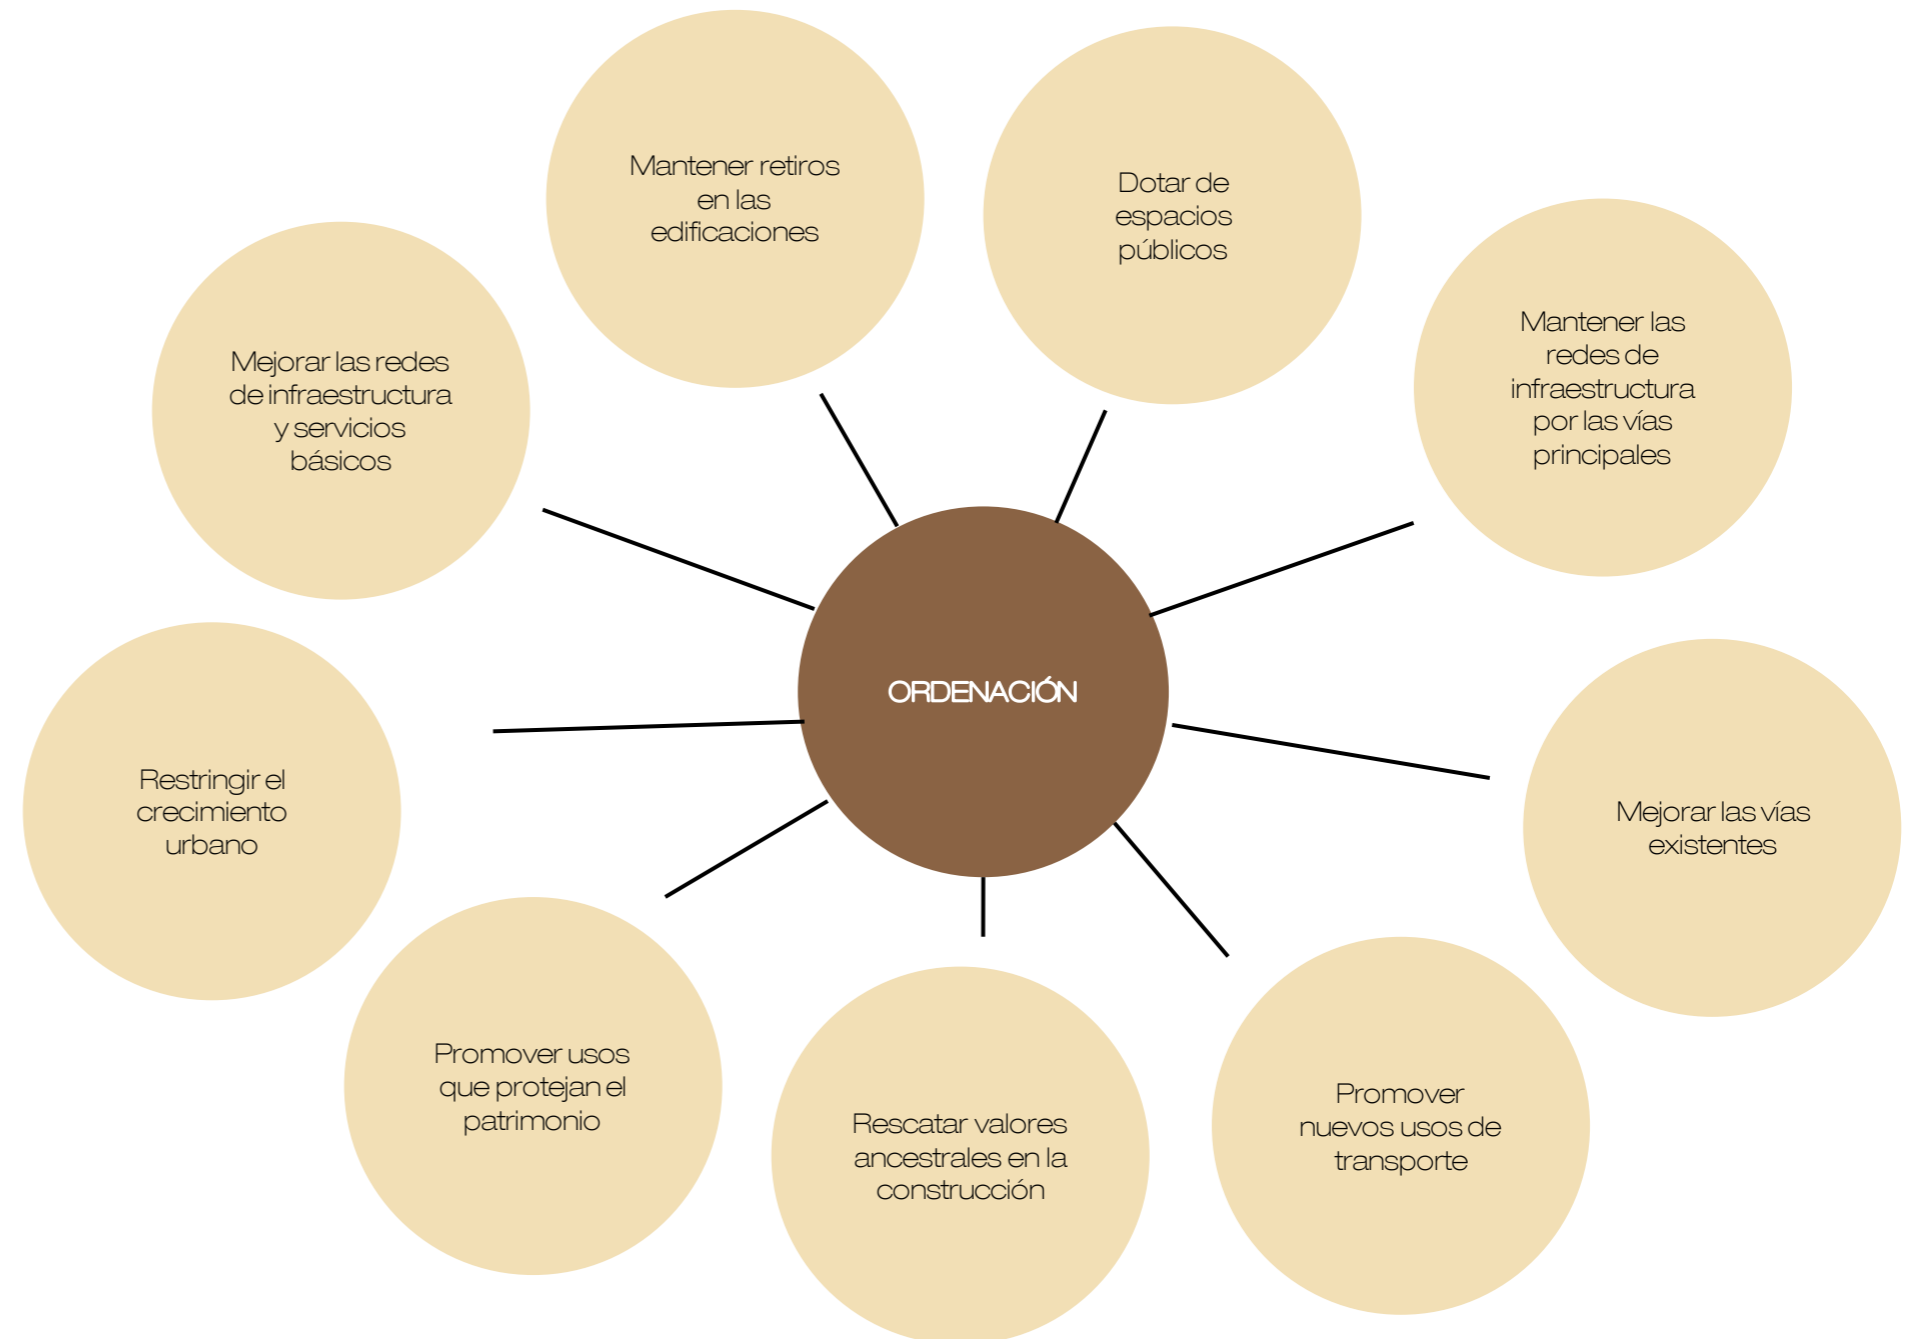 Mantener retiros
en las
edificaciones
Dotar de
espacios
públicos
Mantener las
redes de
infraestructura
por las vías
principales
Mejorar las redes
de infraestructura
y servicios
básicos
ORDENACIÓN
Restringir el
crecimiento
urbano
Mejorar las vías
existentes
Promover usos
que protejan el
patrimonio
Rescatar valores
ancestrales en la
construcción
Promover
nuevos usos de
transporte